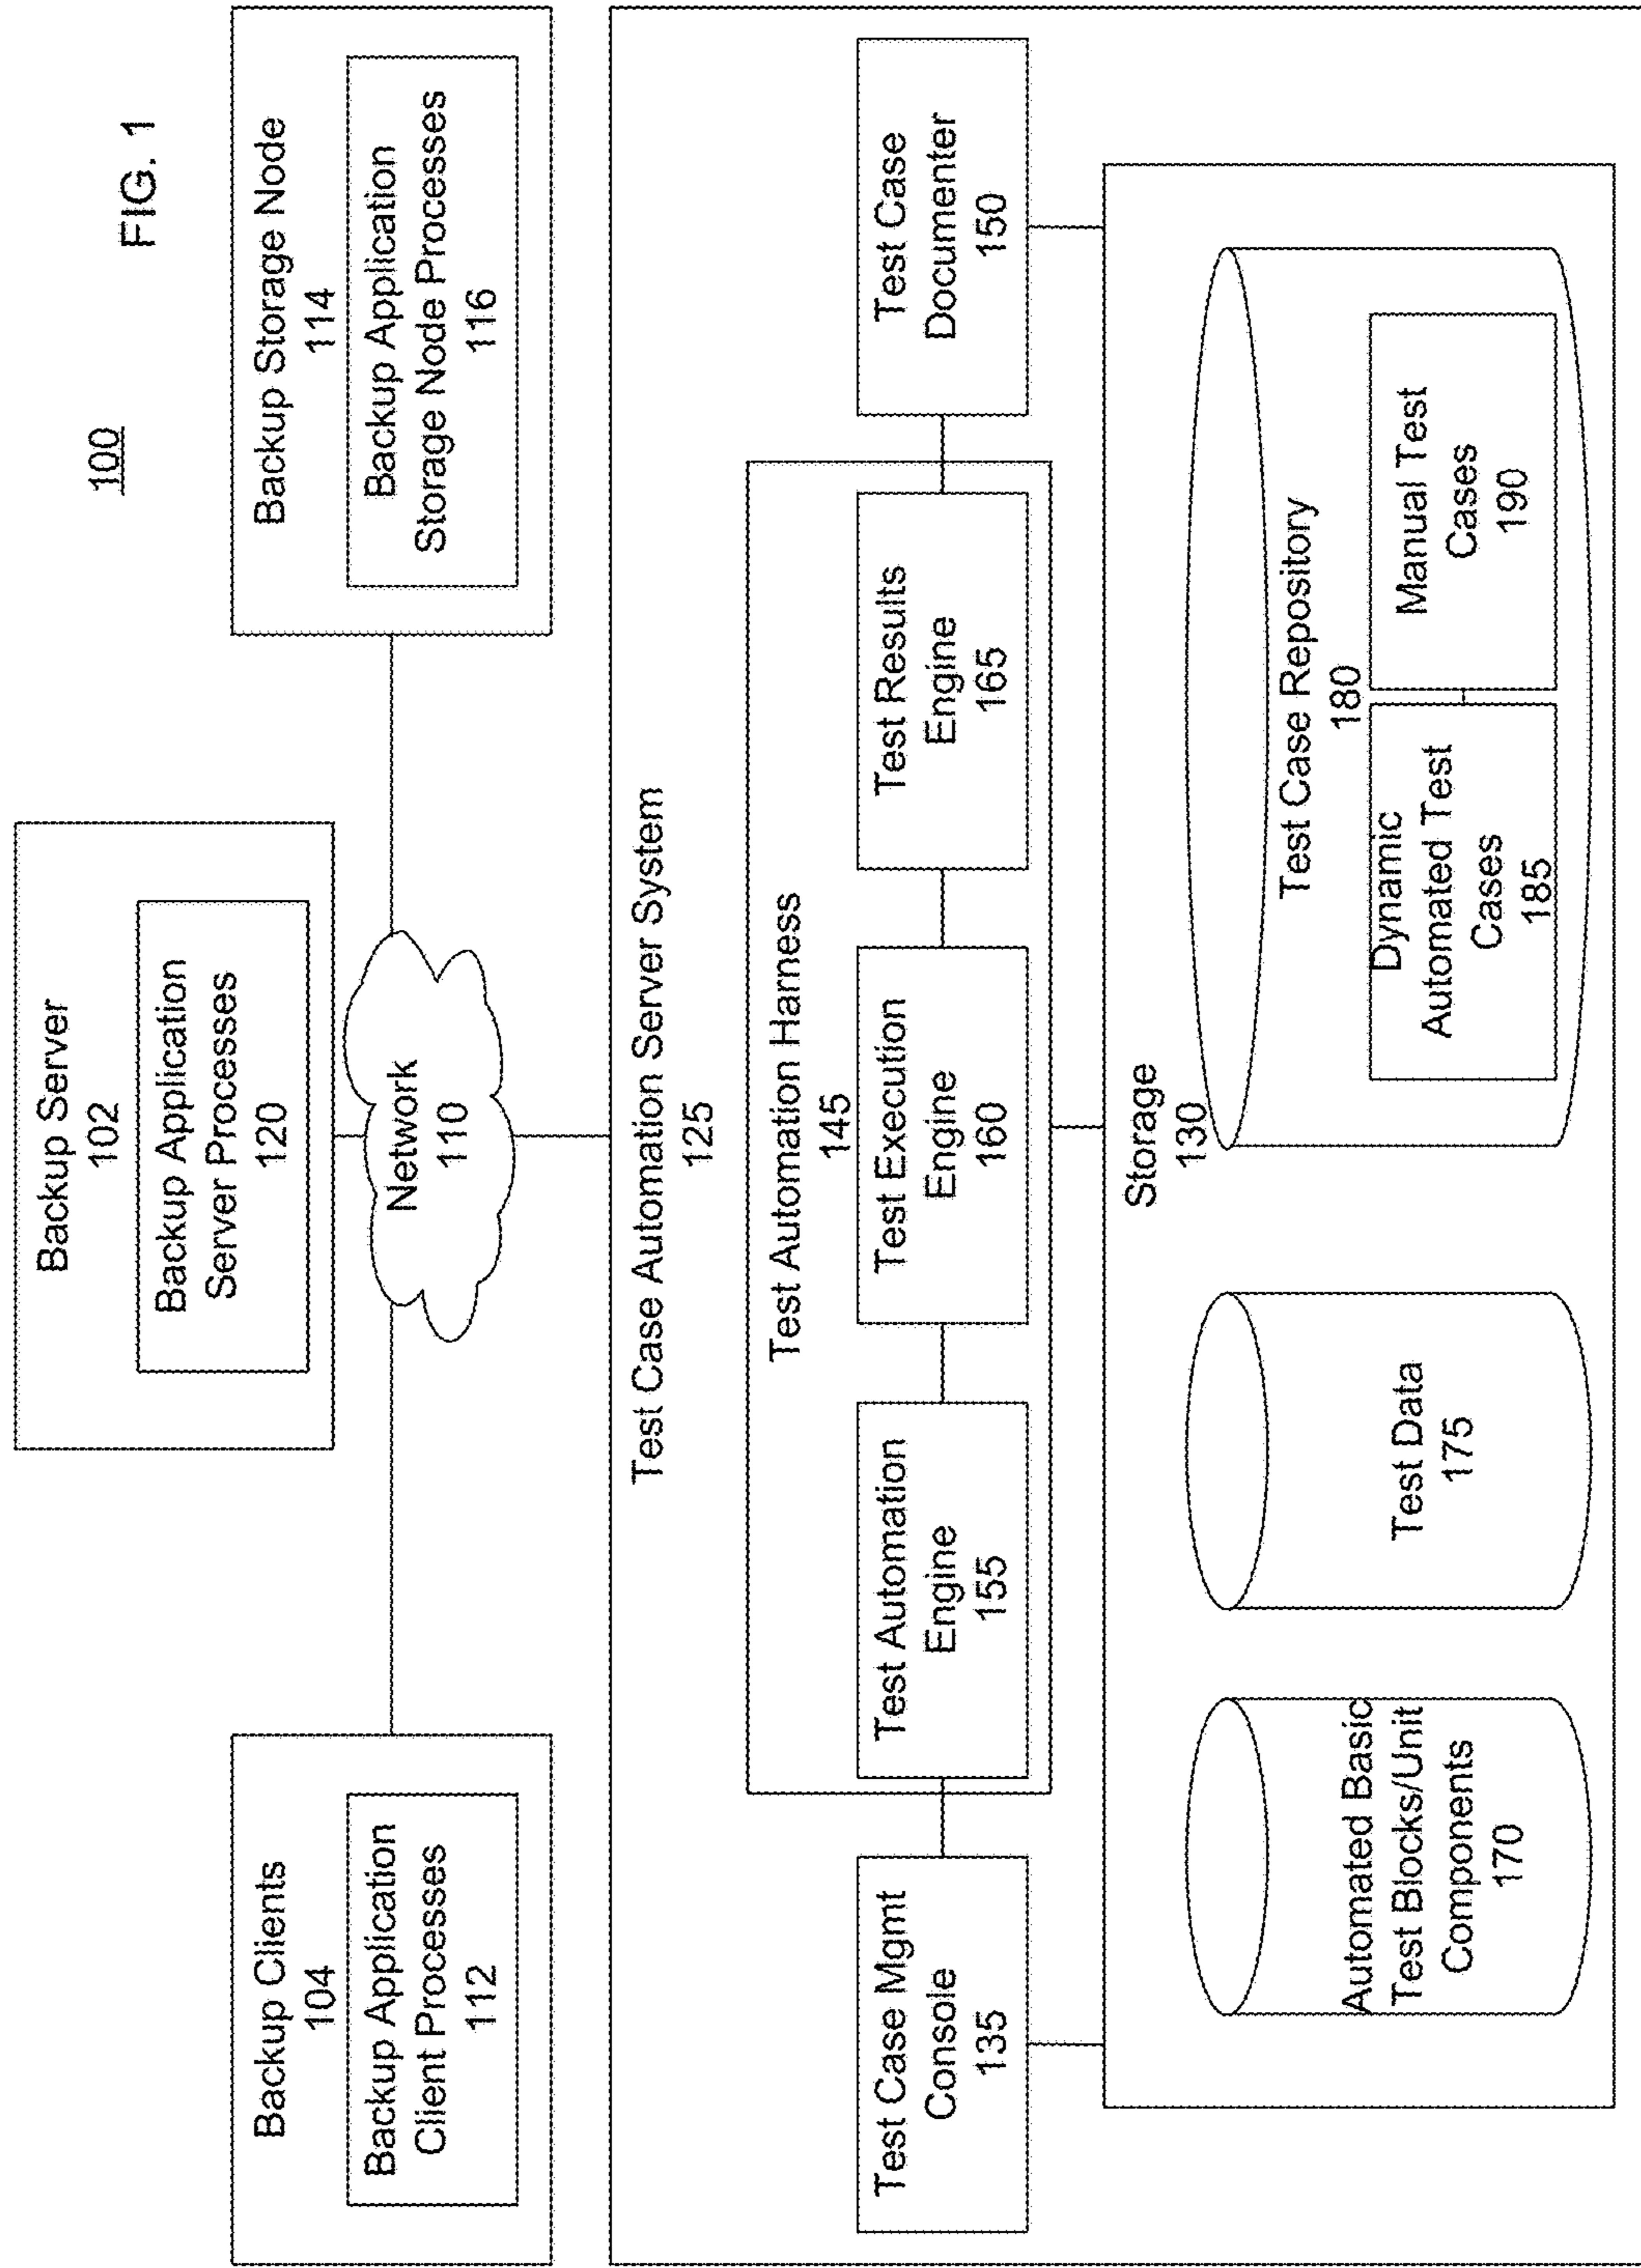 100
FIG. 1
Backup Server
102
Backup Application
Server Processes
120
Backup Clients
104
Backup Application
Client Processes
112
Network
110
Backup Storage Node
114
Backup Application
Storage Node Processes
116
Test Case Automation Server System
125
Test Automation Harness
145
Test Case Mgmt
Console
135
Test Automation
Engine
155
Test Execution
Engine
160
Test Results
Engine
165
Test Case
Documenter
150
Storage
130
Automated Basic
Test Blocks/Unit
Components
170
Test Data
175
Test Case Repository
180
Dynamic
Automated Test
Cases
185
Manual Test
Cases
190